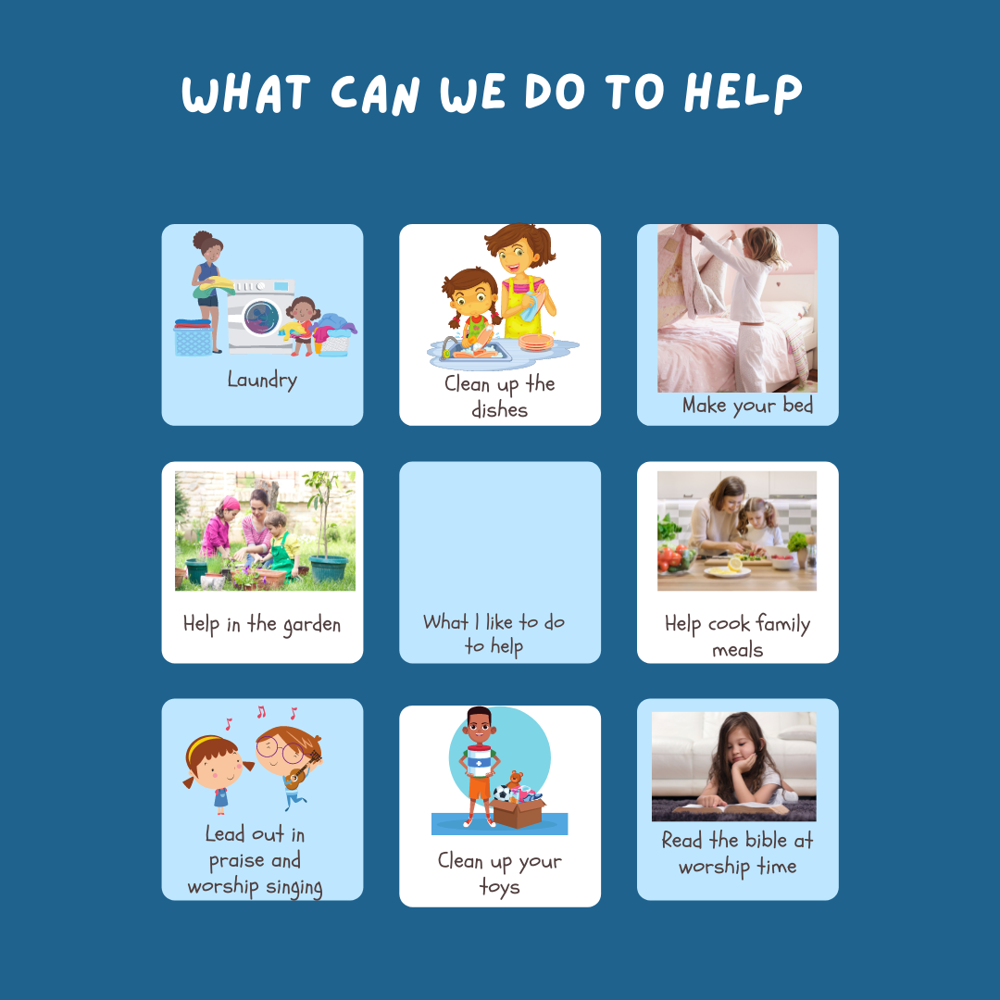 WHAT CAN WE DO TO HELP
Laundry
Clean up the
dishes
Make your bed
Help in the garden
What I like to do
to help
Help cook family
meals
Lead out in
praise and
worship singing
Clean up your
toys
Read the bible at
worship time